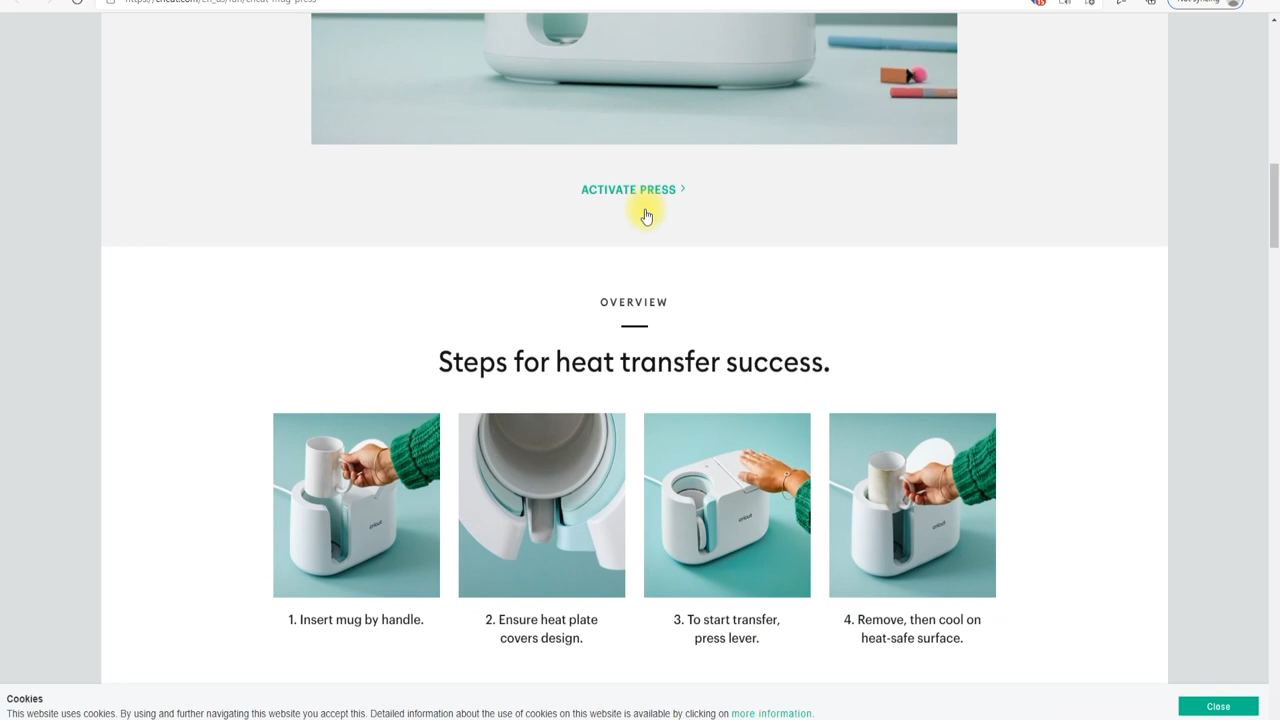 ACTIVATE PRESS >
OVERVIEW
Steps for heat transfer success.
cricut
cricut
cricut
1. Insert mug by handle.
2. Ensure heat plate
covers design.
3. To start transfer,
press lever.
4. Remove, then cool on
heat-safe surface.
Cookies
This website uses cookies. By using and further navigating this website you accept this. Detailed information about the use of cookies on this website is available by clicking on more information.
Close